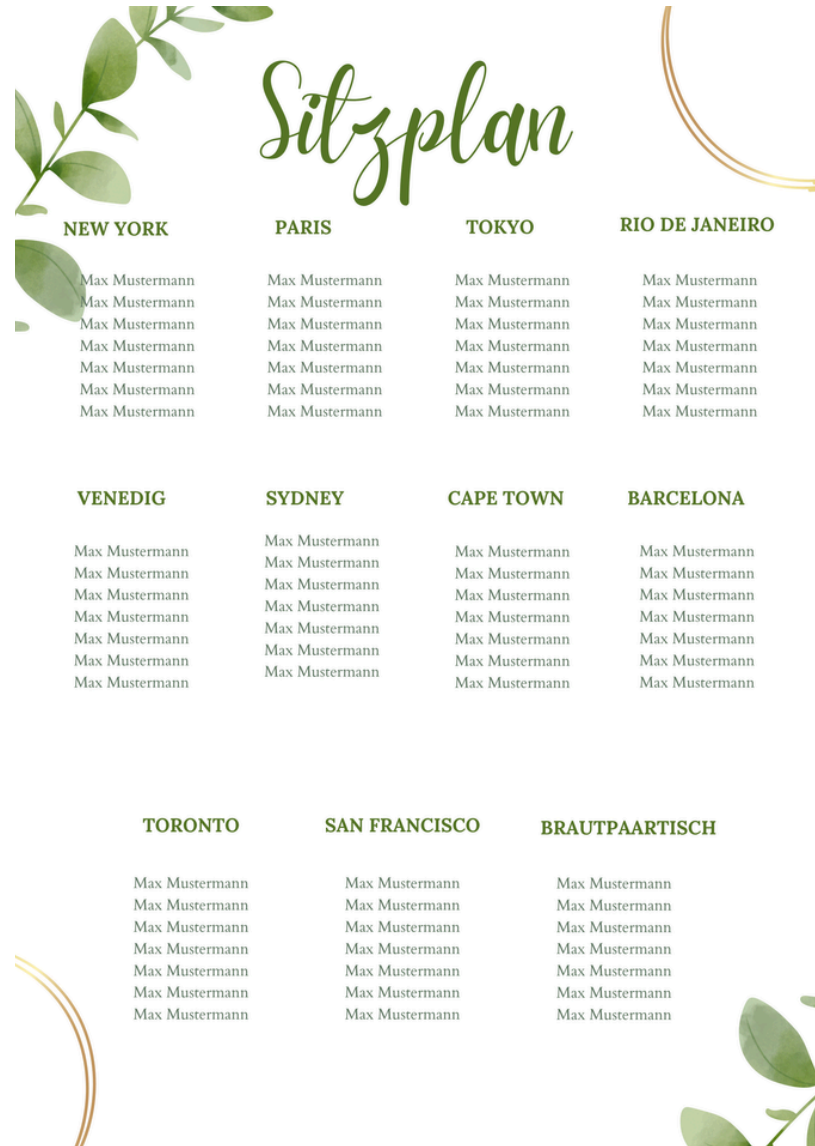 Sitzplan
NEW YORK
Max Mustermann
Max Mustermann
Max Mustermann
Max Mustermann
Max Mustermann
Max Mustermann
Max Mustermann
PARIS
Max Mustermann
Max Mustermann
Max Mustermann
Max Mustermann
Max Mustermann
Max Mustermann
Max Mustermann
TOKYO
Max Mustermann
Max Mustermann
Max Mustermann
Max Mustermann
Max Mustermann
Max Mustermann
Max Mustermann
RIO DE JANEIRO
Max Mustermann
Max Mustermann
Max Mustermann
Max Mustermann
Max Mustermann
Max Mustermann
Max Mustermann
VENEDIG
Max Mustermann
Max Mustermann
Max Mustermann
Max Mustermann
Max Mustermann
Max Mustermann
Max Mustermann
SYDNEY
Max Mustermann
Max Mustermann
Max Mustermann
Max Mustermann
Max Mustermann
Max Mustermann
Max Mustermann
CAPE TOWN
Max Mustermann
Max Mustermann
Max Mustermann
Max Mustermann
Max Mustermann
Max Mustermann
Max Mustermann
BARCELONA
Max Mustermann
Max Mustermann
Max Mustermann
Max Mustermann
Max Mustermann
Max Mustermann
Max Mustermann
TORONTO
Max Mustermann
Max Mustermann
Max Mustermann
Max Mustermann
Max Mustermann
Max Mustermann
Max Mustermann
SAN FRANCISCO
Max Mustermann
Max Mustermann
Max Mustermann
Max Mustermann
Max Mustermann
Max Mustermann
Max Mustermann
BRAUTPAARTISCH
Max Mustermann
Max Mustermann
Max Mustermann
Max Mustermann
Max Mustermann
Max Mustermann
Max Mustermann